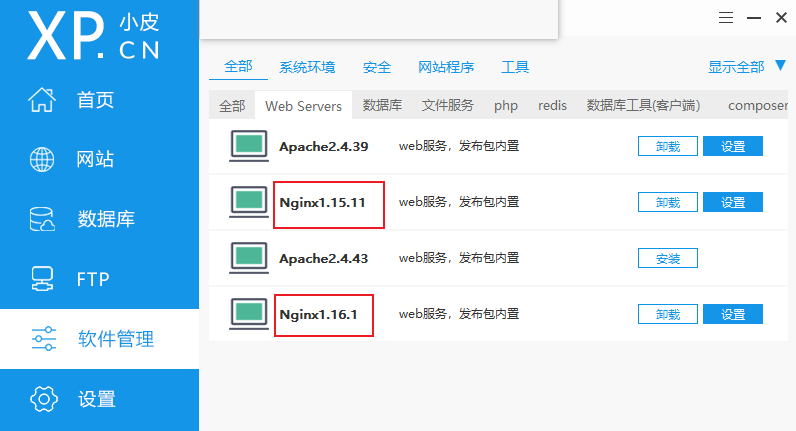 XP. 小皮
.CN
首页
网站
数据库
FTP
软件管理
设置
全部 系统环境 安全 网站程序 工具 显示全部
全部 Web Servers 数据库 文件服务 php redis 数据库工具(客户端) composer
Apache2.4.39 web服务，发布包内置 卸载 设置
Nginx1.15.11 web服务，发布包内置 卸载 设置
Apache2.4.43 web服务，发布包内置 安装
Nginx1.16.1 web服务，发布包内置 卸载 设置